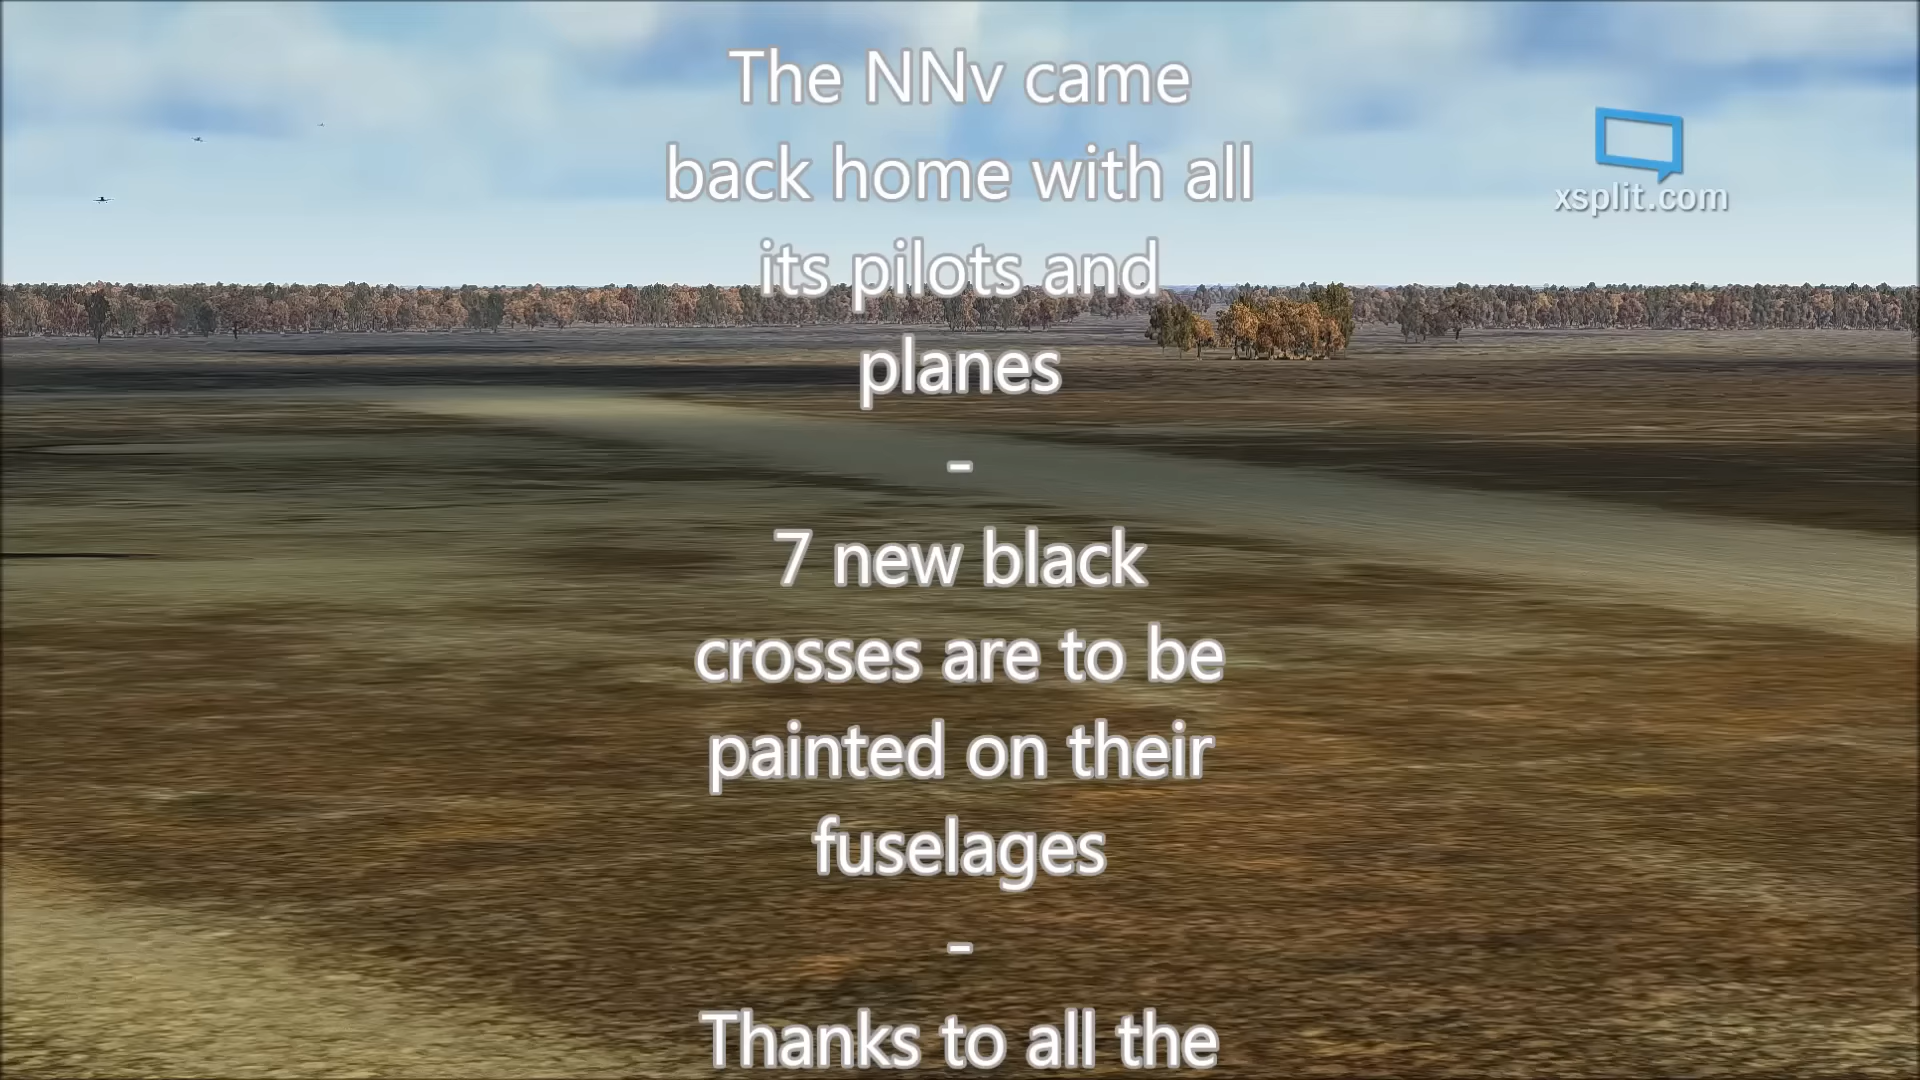 The NNv came
back home with all
its pilots and
planes
-
7 new black
crosses are to be
painted on their
fuselages
-
Thanks to all the
xsplit.com